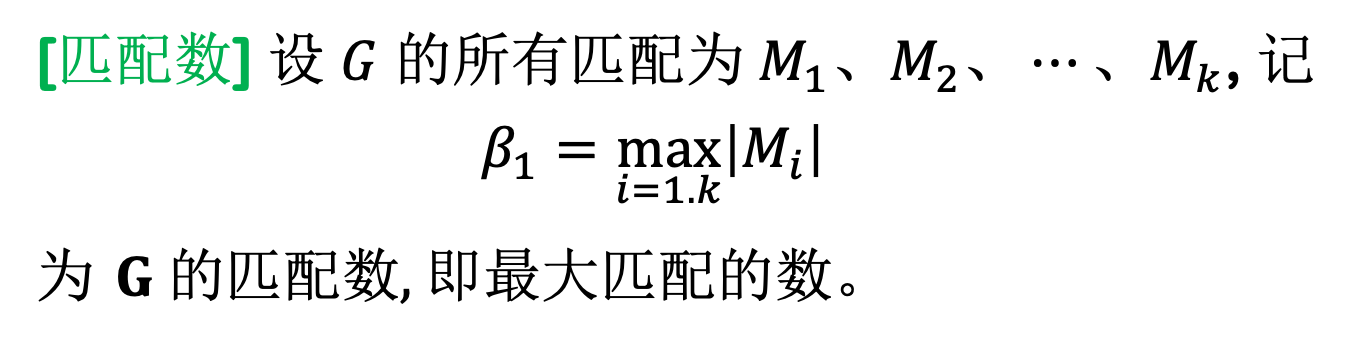 [匹配数] 设 G 的所有匹配为 M₁、M₂、⋯、Mₖ, 记
β₁ = max|Mᵢ|
i=1.k
为 G 的匹配数, 即最大匹配的数。